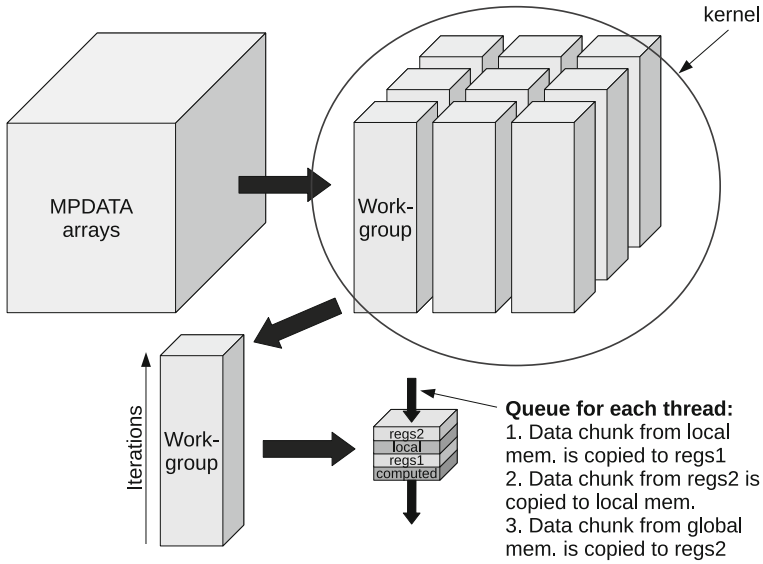 kernel
MPDATA
arrays
Work-
group
Iterations
Work-
group
regs2
local
regs1
computed
Queue for each thread:
1. Data chunk from local
mem. is copied to regs1
2. Data chunk from regs2 is
copied to local mem.
3. Data chunk from global
mem. is copied to regs2